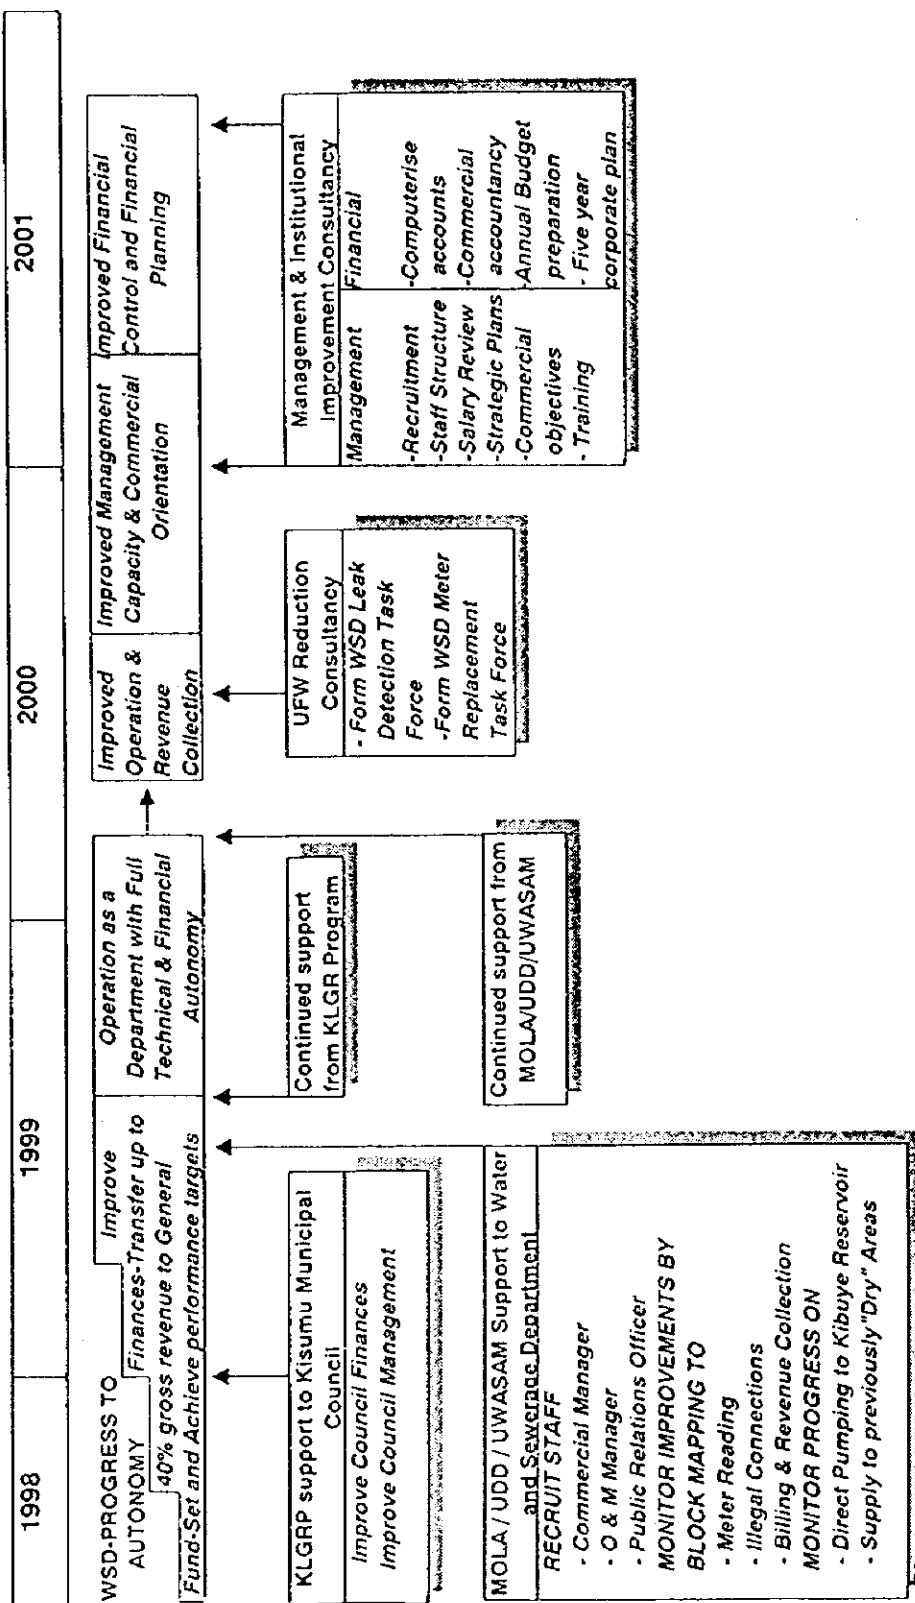 1998
1999
2000
2001
WSD-PROGRESS TO
AUTONOMY
Improve
Finances-Transfer up to
40% gross revenue to General
Fund-Set and Achieve performance targets
Operation as a
Department with Full
Technical & Financial
Autonomy
Improved
Operation &
Revenue
Collection
Improved Management
Capacity & Commercial
Orientation
Improved Financial
Control and Financial
Planning
KLGRP support to Kisumu Municipal
Council
Improve Council Finances
Improve Council Management
Continued support
from KLGR Program
UFW Reduction
Consultancy
- Form WSD Leak
Detection Task
Force
-Form WSD Meter
Replacement
Task Force
Management & Institutional
Improvement Consultancy
Management
-Recruitment
-Staff Structure
-Salary Review
-Strategic Plans
-Commercial
objectives
- Training
Financial
-Computerise
accounts
-Commercial
accountancy
-Annual Budget
preparation
- Five year
corporate plan
MOLA / UDD / UWASAM Support to Water
and Sewerage Department
RECRUIT STAFF
- Commercial Manager
- O & M Manager
- Public Relations Officer
MONITOR IMPROVEMENTS BY
BLOCK MAPPING TO
- Meter Reading
- Illegal Connections
- Billing & Revenue Collection
MONITOR PROGRESS ON
- Direct Pumping to Kibuye Reservoir
- Supply to previously "Dry" Areas
Continued support from
MOLA/UDD/UWASAM